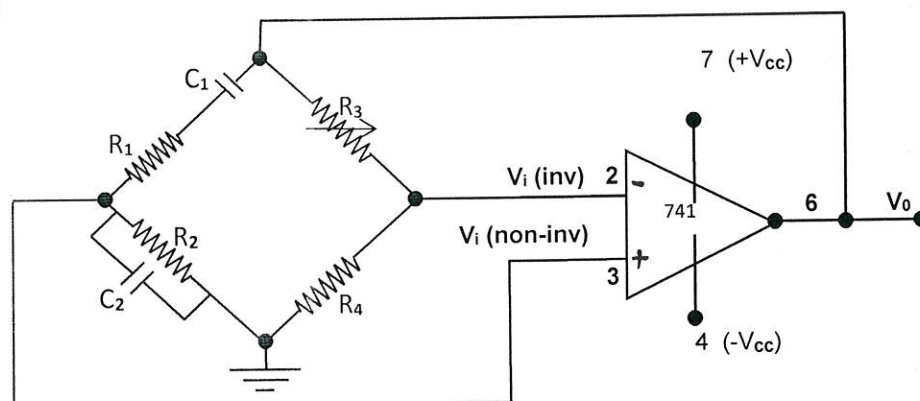 7 (+Vcc)
C1
R3
R1
Vi (inv)
2
-
741
6
V0
Vi (non-inv)
R2
+
3
C2
R4
4 (-Vcc)